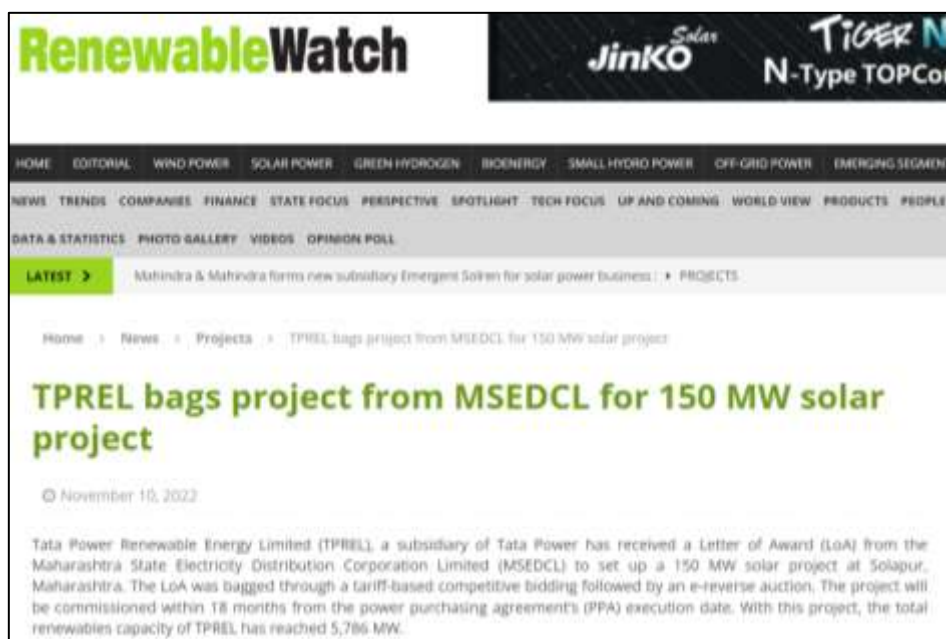 RenewableWatch
JinKO Solar
TiGER N
N-Type TOPCon
HOME EDITORIAL WIND POWER SOLAR POWER GREEN HYDROGEN BIOENERGY SMALL HYDRO POWER OFF-GRID POWER EMERGING SEGMEN
NEWS TRENDS COMPANIES FINANCE STATE FOCUS PERSPECTIVE SPOTLIGHT TECH FOCUS UP AND COMING WORLD VIEW PRODUCTS PEOPLE
DATA & STATISTICS PHOTO GALLERY VIDEOS OPINION POLL
LATEST > Mahindra & Mahindra forms new subsidiary Emergent Solren for solar power business : ▸ PROJECTS
Home › News › Projects › TPREL bags project from MSEDCL for 150 MW solar project
TPREL bags project from MSEDCL for 150 MW solar
project
November 10, 2022
Tata Power Renewable Energy Limited (TPREL), a subsidiary of Tata Power has received a Letter of Award (LoA) from the
Maharashtra State Electricity Distribution Corporation Limited (MSEDCL) to set up a 150 MW solar project at Solapur,
Maharashtra. The LoA was bagged through a tariff-based competitive bidding followed by an e-reverse auction. The project will
be commissioned within 18 months from the power purchasing agreement's (PPA) execution date. With this project, the total
renewables capacity of TPREL has reached 5,786 MW.